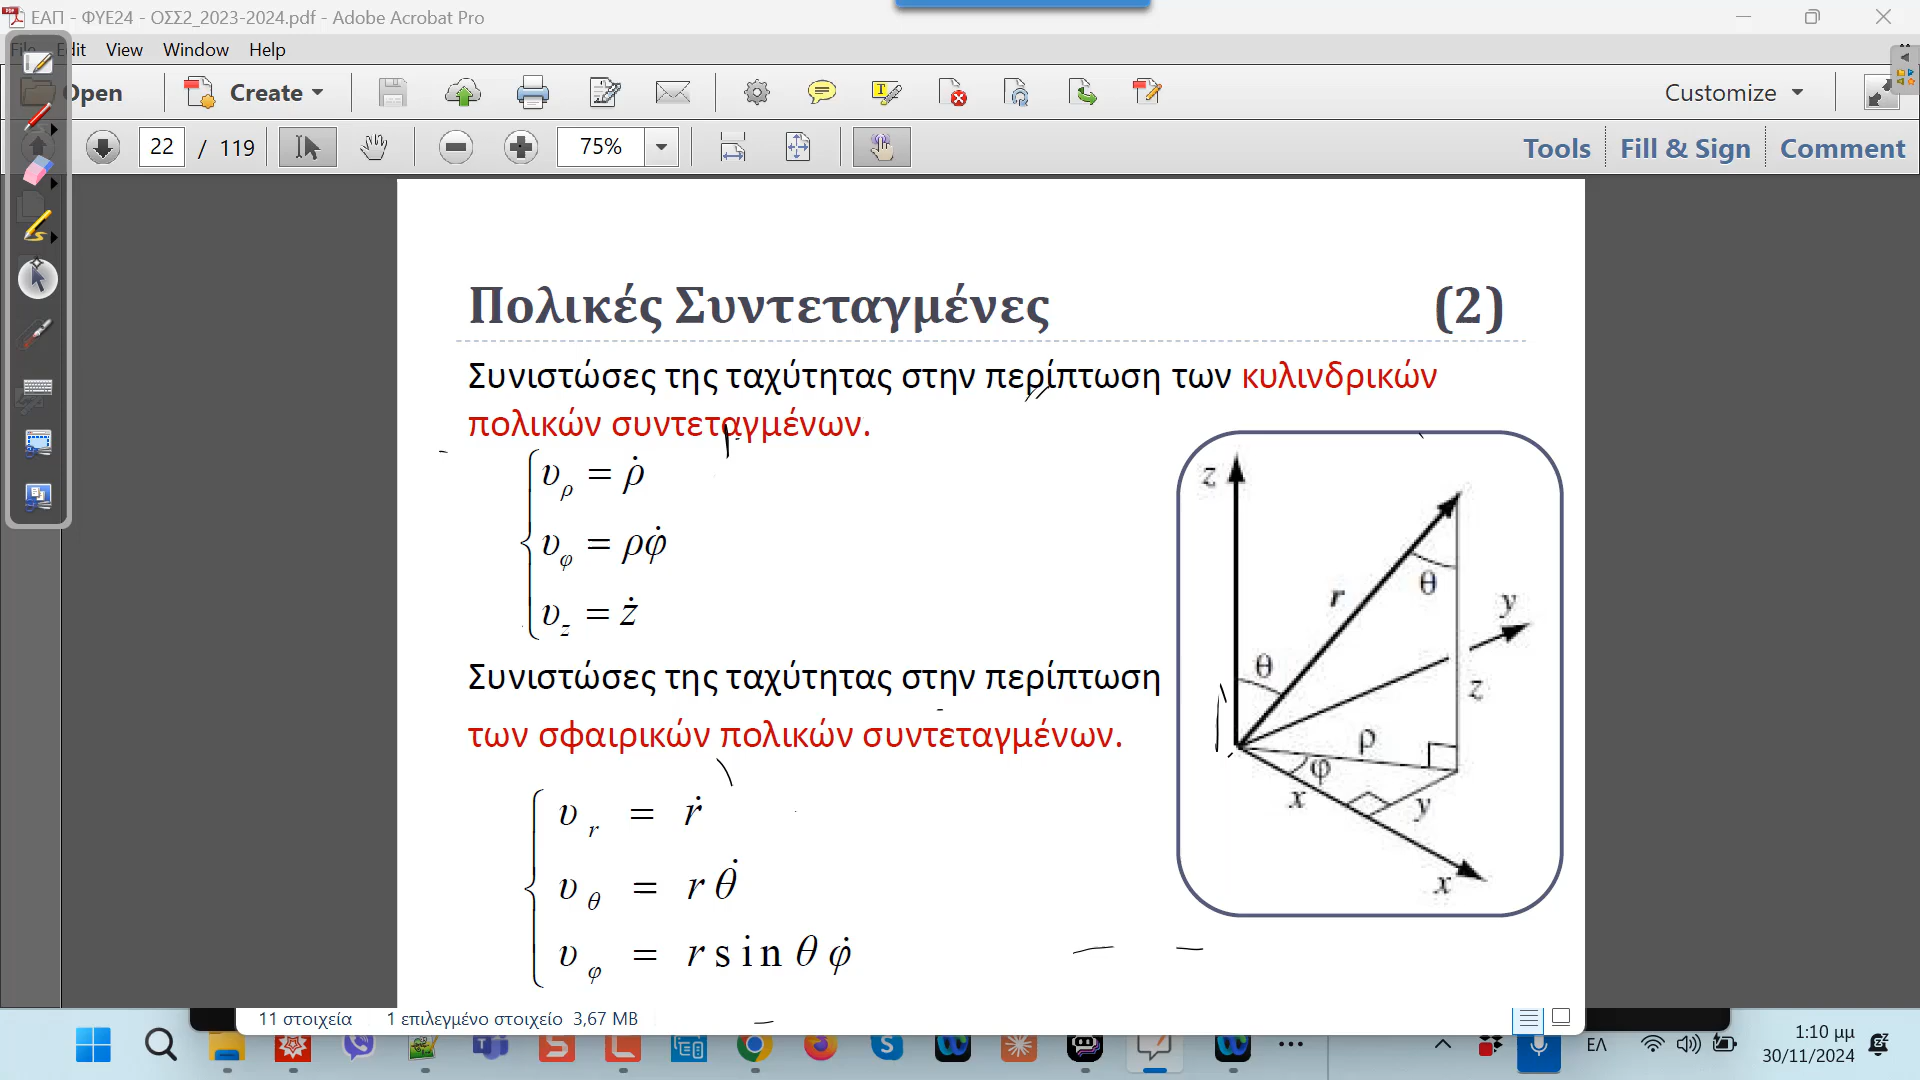 ΕΑΠ - ΦΥΕ24 - ΟΣΣ2_2023-2024.pdf - Adobe Acrobat Pro
File Edit View Window Help
Open Create Customize
22 / 119 75% Tools Fill & Sign Comment
Πολικές Συντεταγμένες (2)
Συνιστώσες της ταχύτητας στην περίπτωση των κυλινδρικών
πολικών συντεταγμένων.
υ_ρ = ρ̇
υ_φ = ρφ̇
υ_z = ż
Συνιστώσες της ταχύτητας στην περίπτωση
των σφαιρικών πολικών συντεταγμένων.
υ_r = ṙ
υ_θ = r θ̇
υ_φ = r sin θ φ̇
z
r
θ
y
θ
z
ρ
φ
x
y
x
11 στοιχεία 1 επιλεγμένο στοιχείο 3,67 MB
ΕΛ
1:10 μμ
30/11/2024